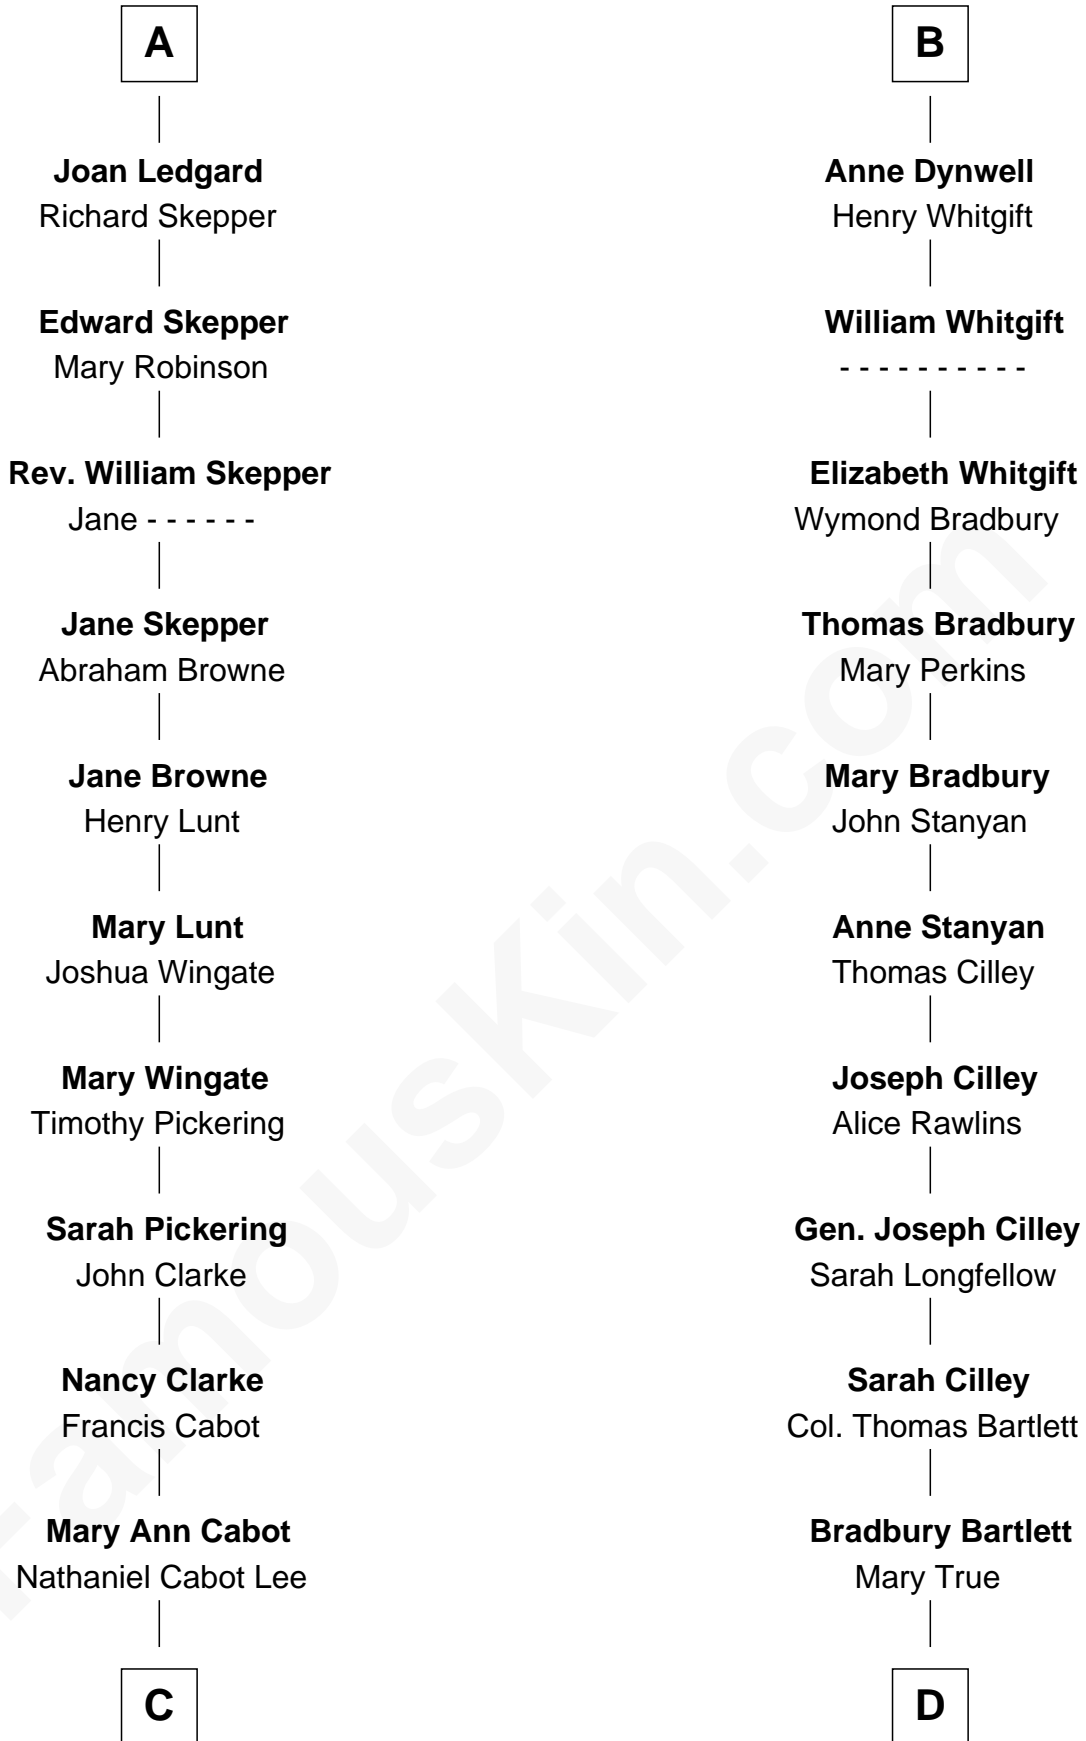 A
Joan Ledgard
Richard Skepper
Edward Skepper
Mary Robinson
Rev. William Skepper
Jane - - - - - -
Jane Skepper
Abraham Browne
Jane Browne
Henry Lunt
Mary Lunt
Joshua Wingate
Mary Wingate
Timothy Pickering
Sarah Pickering
John Clarke
Nancy Clarke
Francis Cabot
Mary Ann Cabot
Nathaniel Cabot Lee
C
B
Anne Dynwell
Henry Whitgift
William Whitgift
- - - - - - - - - -
Elizabeth Whitgift
Wymond Bradbury
Thomas Bradbury
Mary Perkins
Mary Bradbury
John Stanyan
Anne Stanyan
Thomas Cilley
Joseph Cilley
Alice Rawlins
Gen. Joseph Cilley
Sarah Longfellow
Sarah Cilley
Col. Thomas Bartlett
Bradbury Bartlett
Mary True
D
FamousKin.com